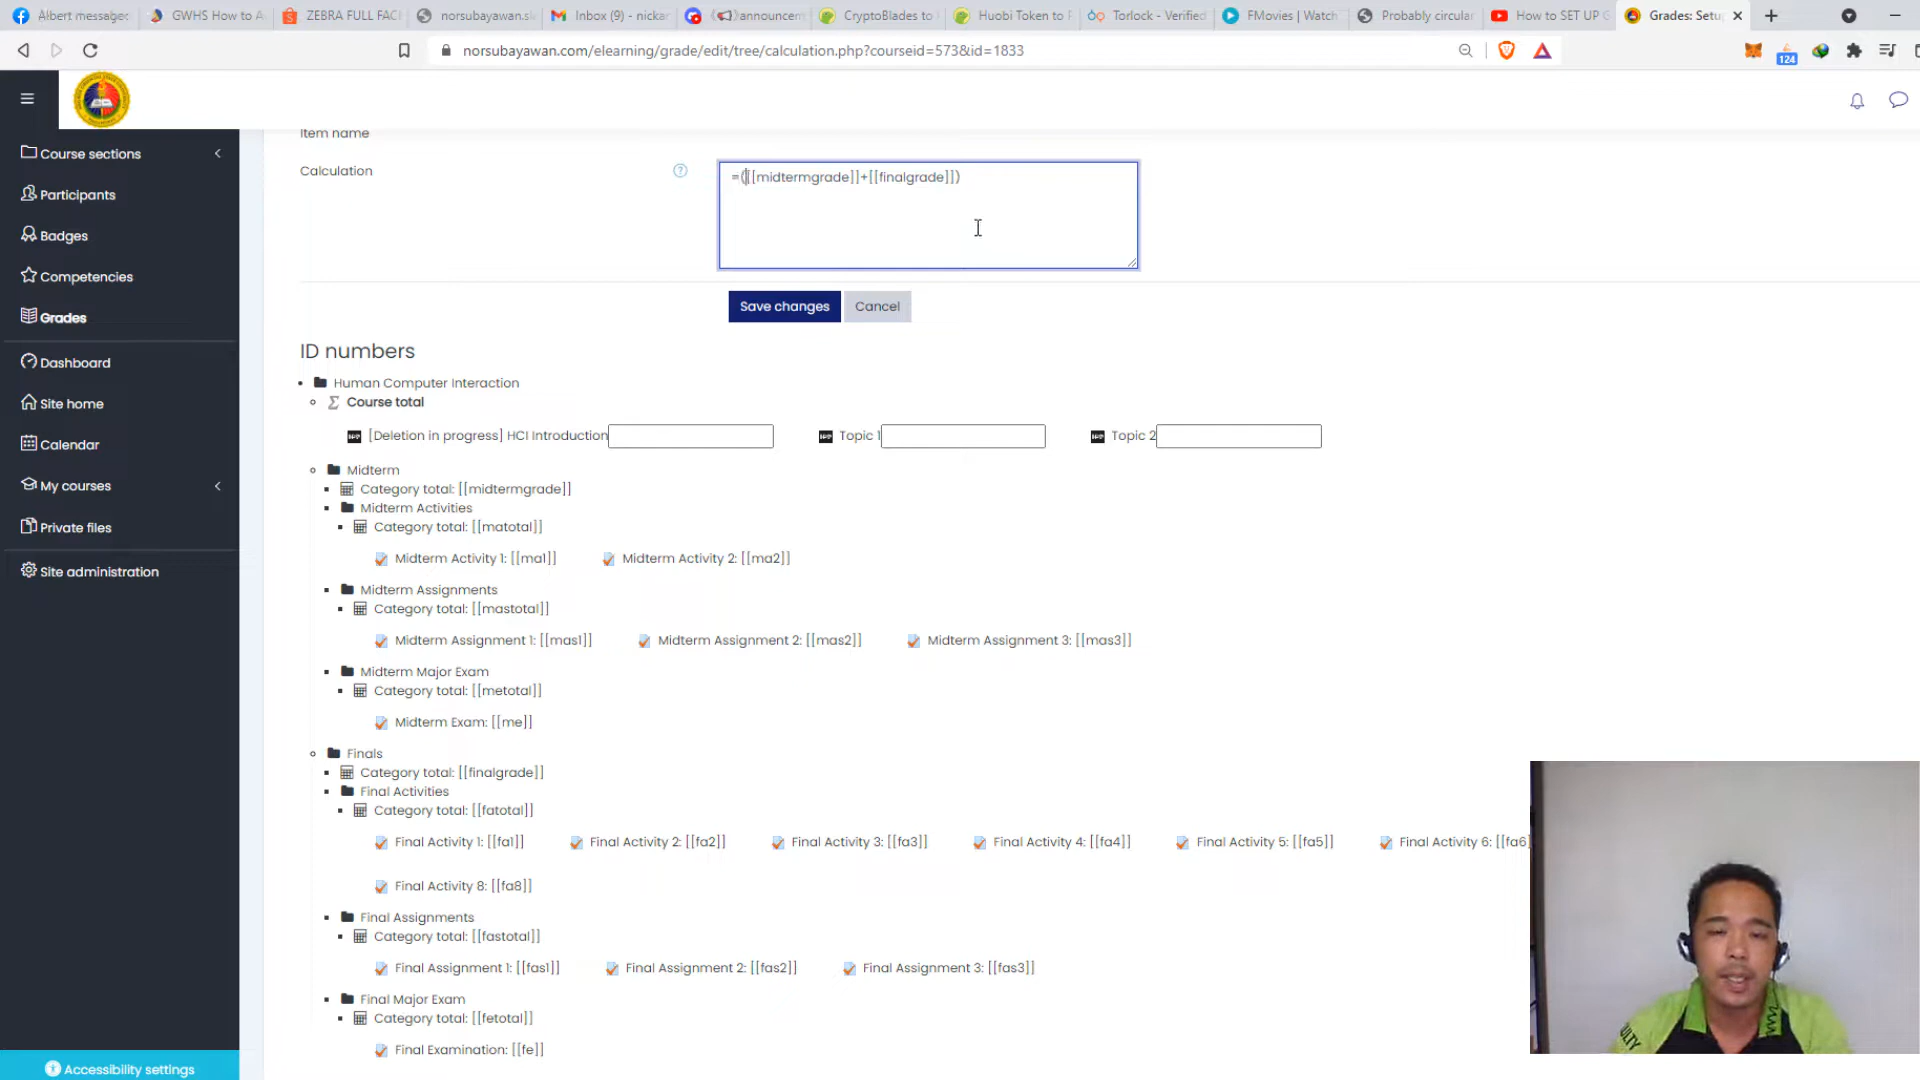 Albert messages
GWHS How to A
ZEBRA FULL FAC
norsubayawan.s
Inbox (9) - nickar
announcem
CryptoBlades to
Huobi Token to F
Torlock - Verified
FMovies | Watch
Probably circular
How to SET UP G
Grades: Setup
norsubayawan.com/elearning/grade/edit/tree/calculation.php?courseid=573&id=1833
124
Item name
Course sections
Calculation
=([[midtermgrade]]+[[finalgrade]])
Participants
Badges
Competencies
Grades
Save changes
Cancel
ID numbers
Dashboard
Human Computer Interaction
Site home
Course total
Calendar
[Deletion in progress] HCI Introduction
Topic 1
Topic 2
Midterm
My courses
Category total: [[midtermgrade]]
Midterm Activities
Private files
Category total: [[matotal]]
Midterm Activity 1: [[ma1]]
Midterm Activity 2: [[ma2]]
Site administration
Midterm Assignments
Category total: [[mastotal]]
Midterm Assignment 1: [[mas1]]
Midterm Assignment 2: [[mas2]]
Midterm Assignment 3: [[mas3]]
Midterm Major Exam
Category total: [[metotal]]
Midterm Exam: [[me]]
Finals
Category total: [[finalgrade]]
Final Activities
Category total: [[fatotal]]
Final Activity 1: [[fa1]]
Final Activity 2: [[fa2]]
Final Activity 3: [[fa3]]
Final Activity 4: [[fa4]]
Final Activity 5: [[fa5]]
Final Activity 6: [[fa6]
Final Activity 8: [[fa8]]
Final Assignments
Category total: [[fastotal]]
Final Assignment 1: [[fas1]]
Final Assignment 2: [[fas2]]
Final Assignment 3: [[fas3]]
Final Major Exam
Category total: [[fetotal]]
Final Examination: [[fe]]
Accessibility settings